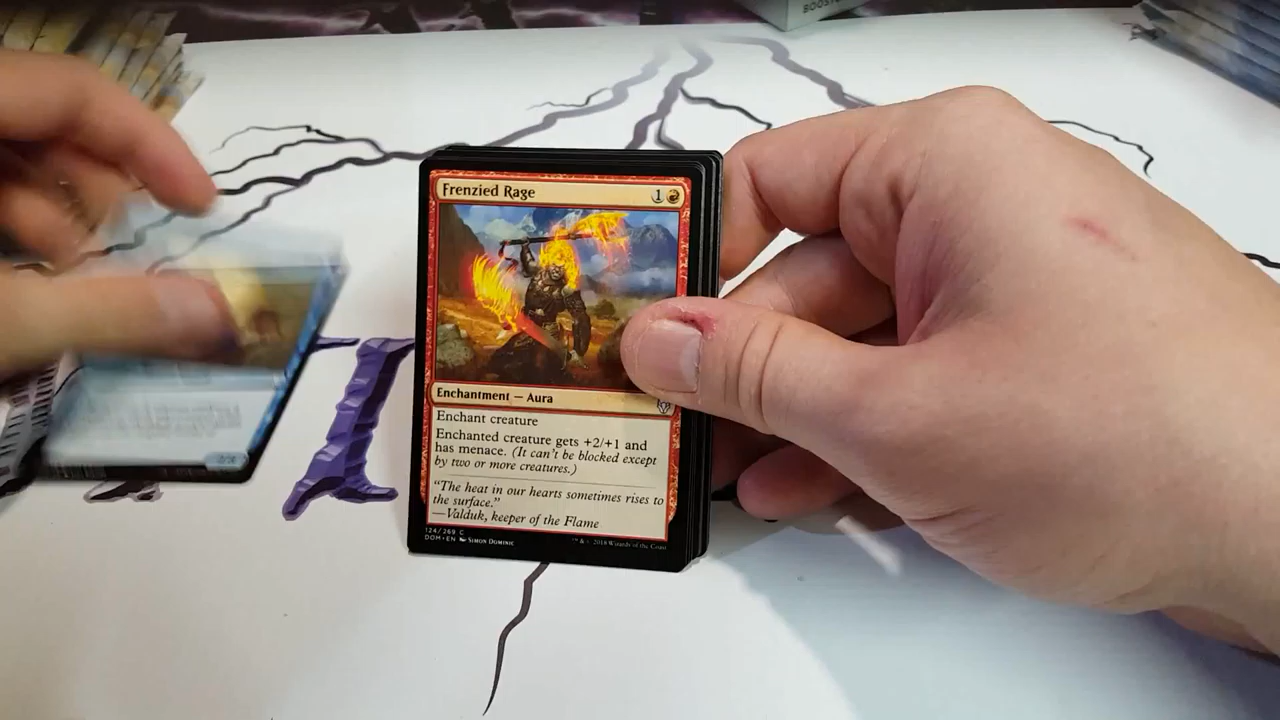 BOOST
Frenzied Rage 1
Enchantment — Aura
Enchant creature
Enchanted creature gets +2/+1 and
has menace. (It can't be blocked except
by two or more creatures.)
"The heat in our hearts sometimes rises to
the surface."
—Valduk, keeper of the Flame
124/269 C
DOM • EN Simon Dominic
™ & © 2018 Wizards of the Coast